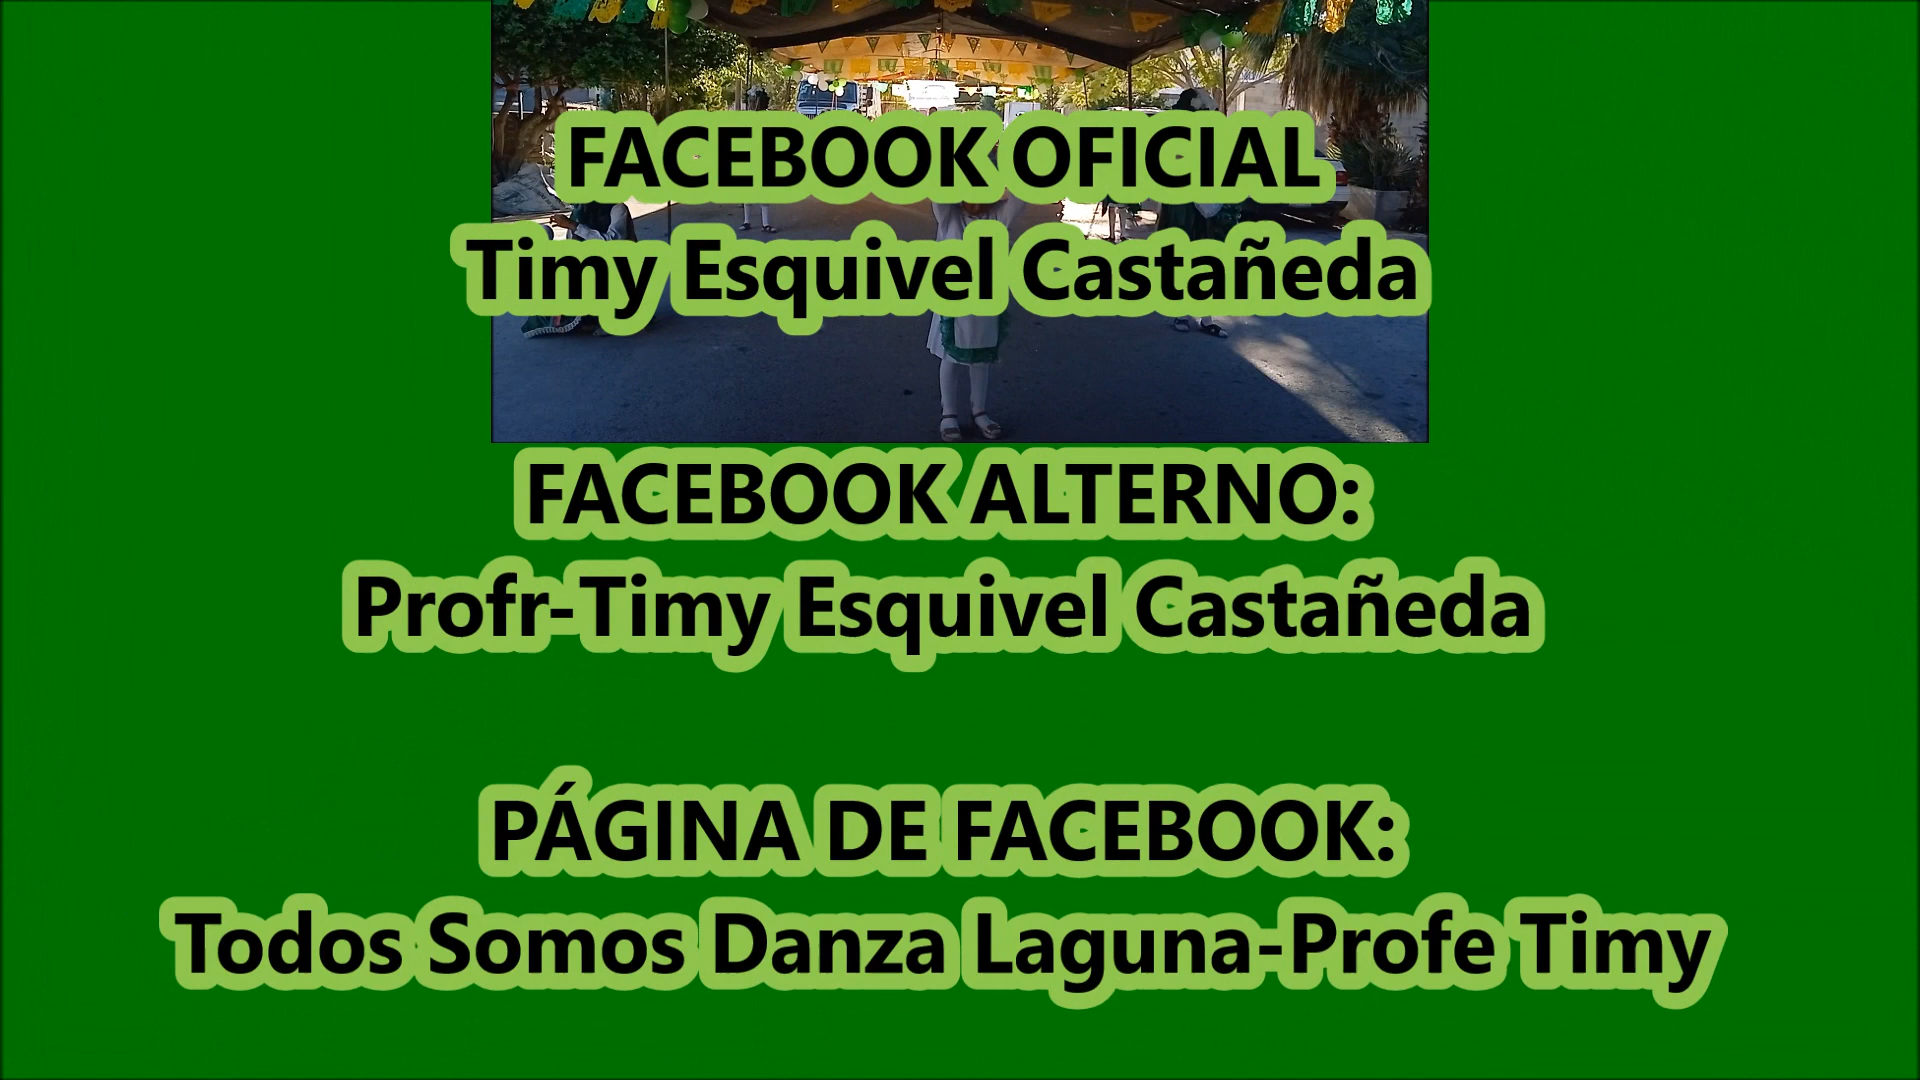 FACEBOOK OFICIAL
Timy Esquivel Castañeda
FACEBOOK ALTERNO:
Profr-Timy Esquivel Castañeda
PÁGINA DE FACEBOOK:
Todos Somos Danza Laguna-Profe Timy